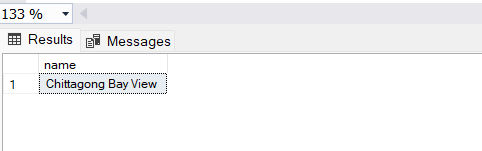 133 %
Results Messages
name
1 Chittagong Bay View